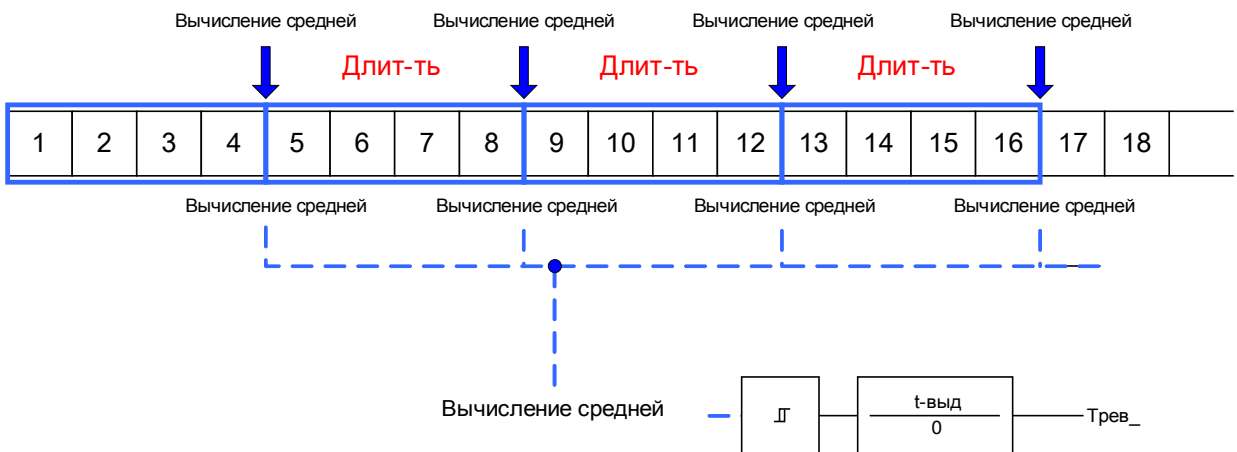 Вычисление средней Вычисление средней Вычисление средней Вычисление средней
Длит-ть Длит-ть Длит-ть
1 2 3 4 5 6 7 8 9 10 11 12 13 14 15 16 17 18
Вычисление средней Вычисление средней Вычисление средней Вычисление средней
Вычисление средней
t-выд
0
Трев_